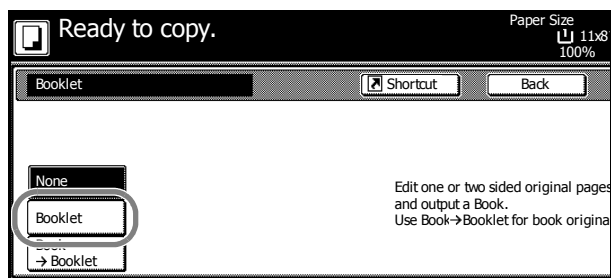 Ready to copy.
Paper Size
11x8
100%
Booklet
Shortcut
Back
None
Booklet
→ Booklet
Edit one or two sided original pages
and output a Book.
Use Book→Booklet for book origina